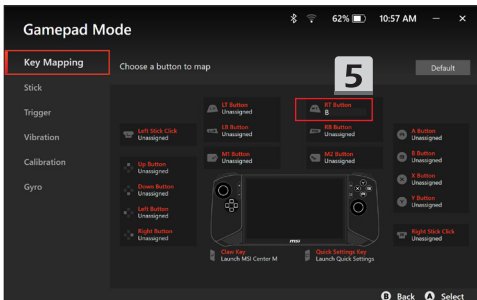 Gamepad Mode
62%
10:57 AM
Key Mapping
Choose a button to map
5
Default
Stick
Trigger
Vibration
Calibration
Gyro
LT Button
Unassigned
RT Button
B
Left Stick Click
Unassigned
LB Button
Unassigned
RB Button
Unassigned
A Button
Unassigned
M1 Button
Unassigned
M2 Button
Unassigned
B Button
Unassigned
Up Button
Unassigned
X Button
Unassigned
Down Button
Unassigned
Y Button
Unassigned
Left Button
Unassigned
Right Button
Unassigned
Right Stick Click
Unassigned
msi
Claw Key
Launch MSI Center M
Quick Settings Key
Launch Quick Settings
B Back A Select